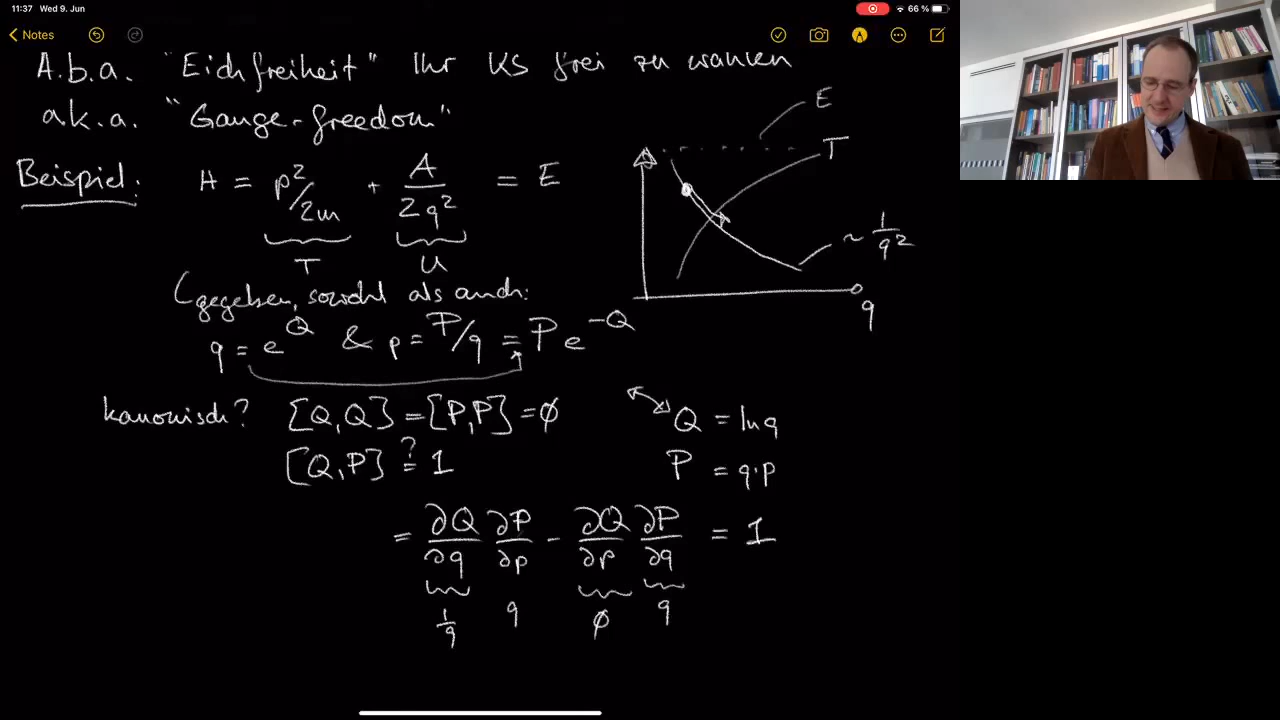 11:37 Wed 9. Jun
66 %
Notes
A.b.a. "Eichfreiheit" Ihr KS frei zu wählen
a.k.a. "Gauge-freedom"
Beispiel: H = p²/2m + A/2q² = E
T U
gegeben, sowohl als auch:
q = e^Q & p = P/q = P e^-Q
E
T
~ 1/q²
q
kanonisch? [Q,Q] = [P,P] = ∅
[Q,P] ?= 1
Q = ln q
P = q·p
= ∂Q/∂q ∂P/∂p - ∂Q/∂p ∂P/∂q = 1
1/q q ∅ q